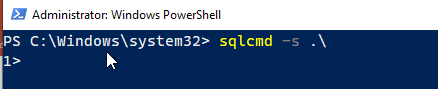 Administrator: Windows PowerShell
PS C:\Windows\system32> sqlcmd -s .\
1>